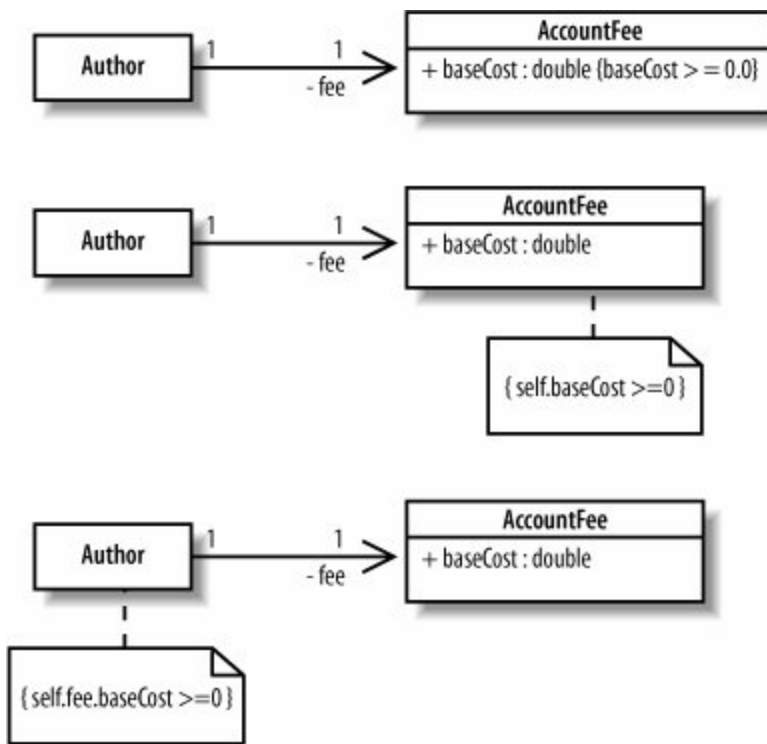 AccountFee
Author 1 1
- fee
+ baseCost : double {baseCost > = 0.0}
AccountFee
Author 1 1
- fee
+ baseCost : double
{ self.baseCost >=0 }
AccountFee
Author 1 1
- fee
+ baseCost : double
{ self.fee.baseCost >=0 }